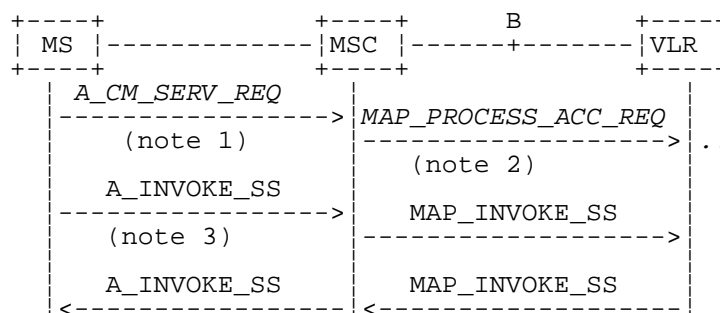 B
MS MSC VLR
A_CM_SERV_REQ
MAP_PROCESS_ACC_REQ
(note 1) ..
(note 2)
A_INVOKE_SS
MAP_INVOKE_SS
(note 3)
A_INVOKE_SS MAP_INVOKE_SS